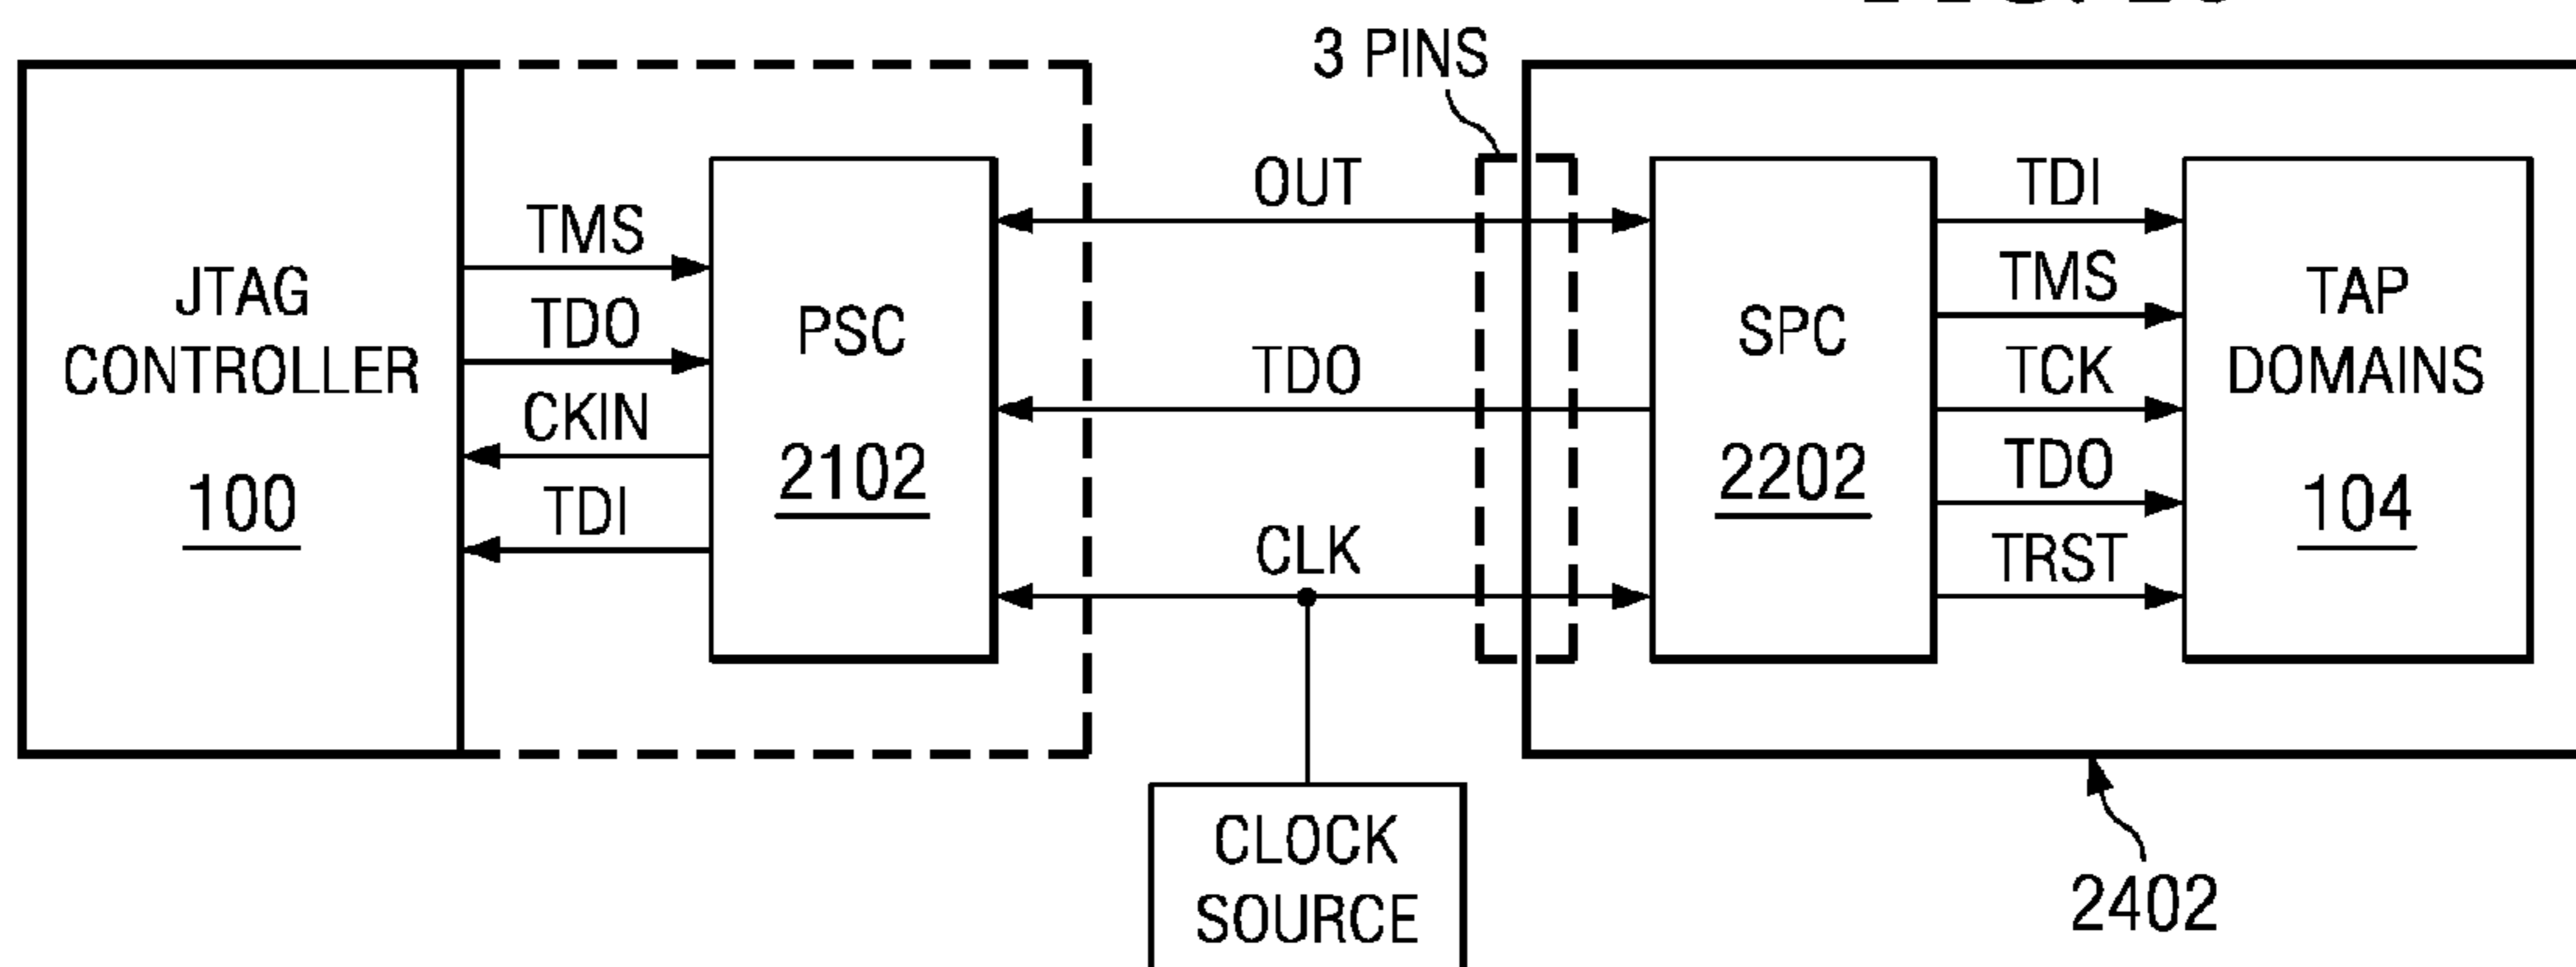 3 PINS
JTAG
CONTROLLER
100
TMS
TDO
CKIN
TDI
PSC
2102
OUT
TDO
CLK
SPC
2202
TDI
TMS
TCK
TDO
TRST
TAP
DOMAINS
104
CLOCK
SOURCE
2402